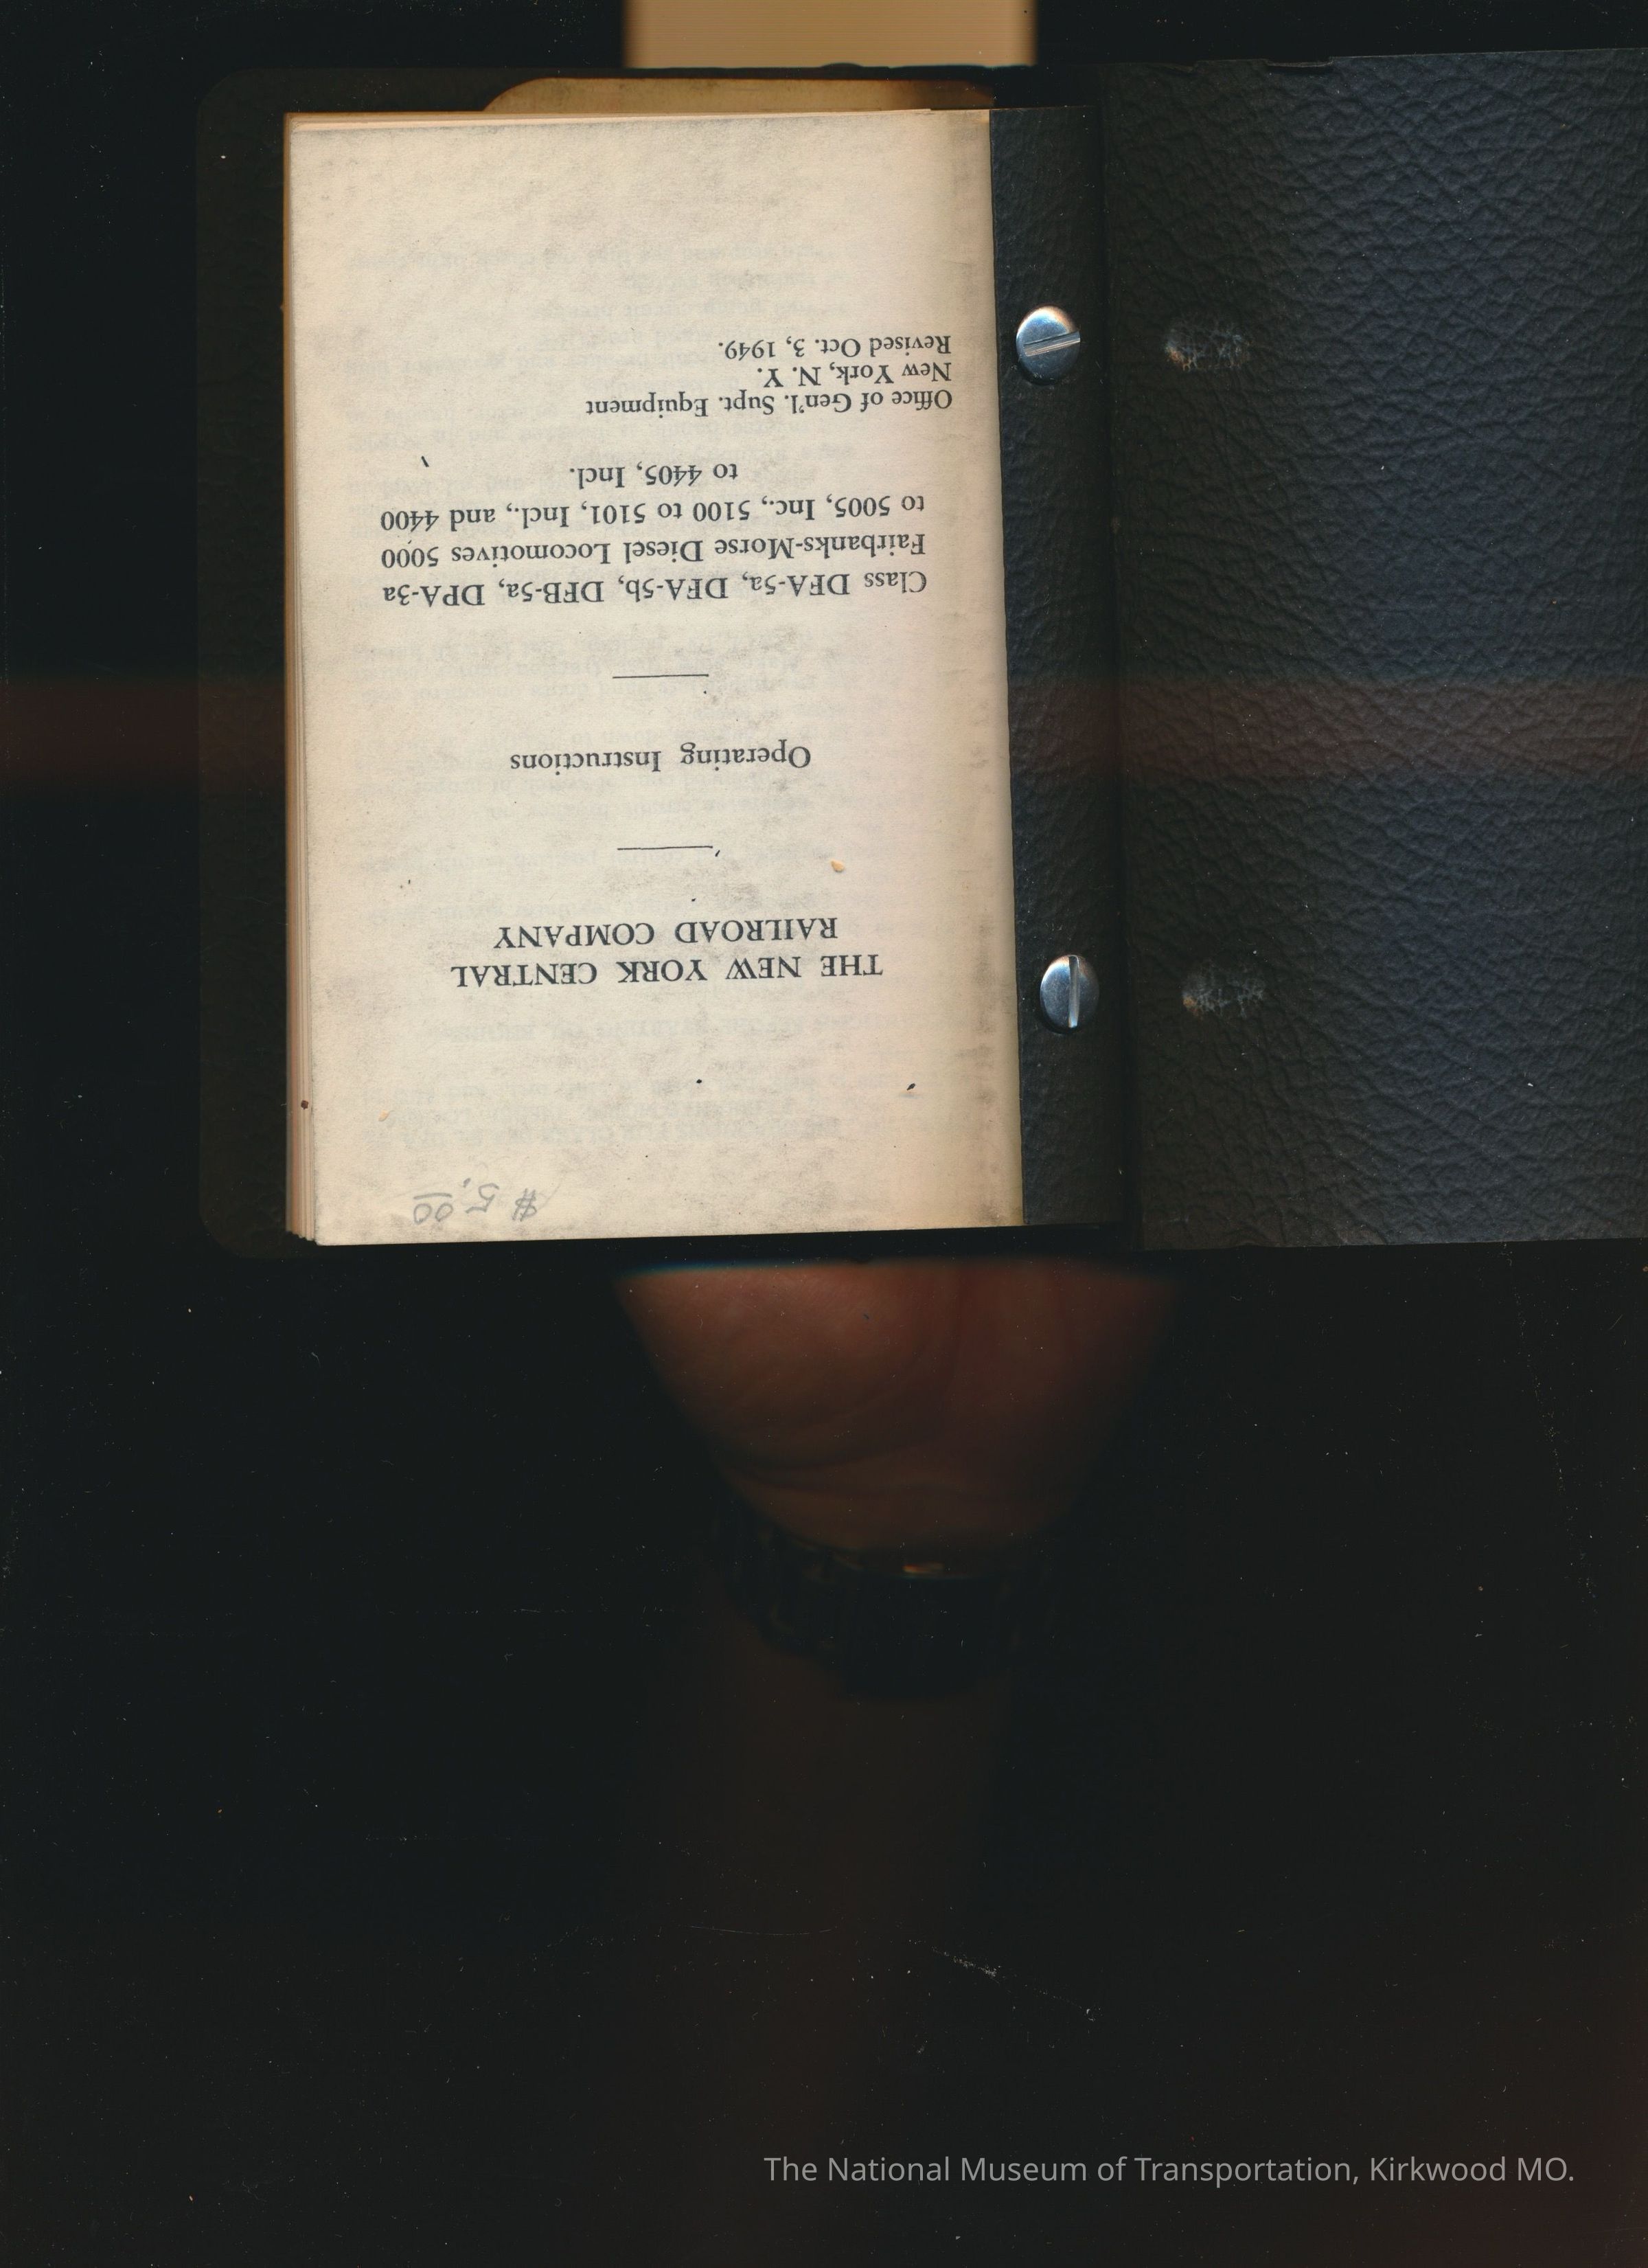 $5.00
THE NEW YORK CENTRAL
RAILROAD COMPANY
Operating Instructions
Class DFA-5a, DFA-5b, DFB-5a, DPA-3a
Fairbanks-Morse Diesel Locomotives 5000
to 5005, Inc., 5100 to 5101, Incl., and 4400
to 4405, Incl.
Office of Gen'l. Supt. Equipment
New York, N. Y.
Revised Oct. 3, 1949.
The National Museum of Transportation, Kirkwood MO.